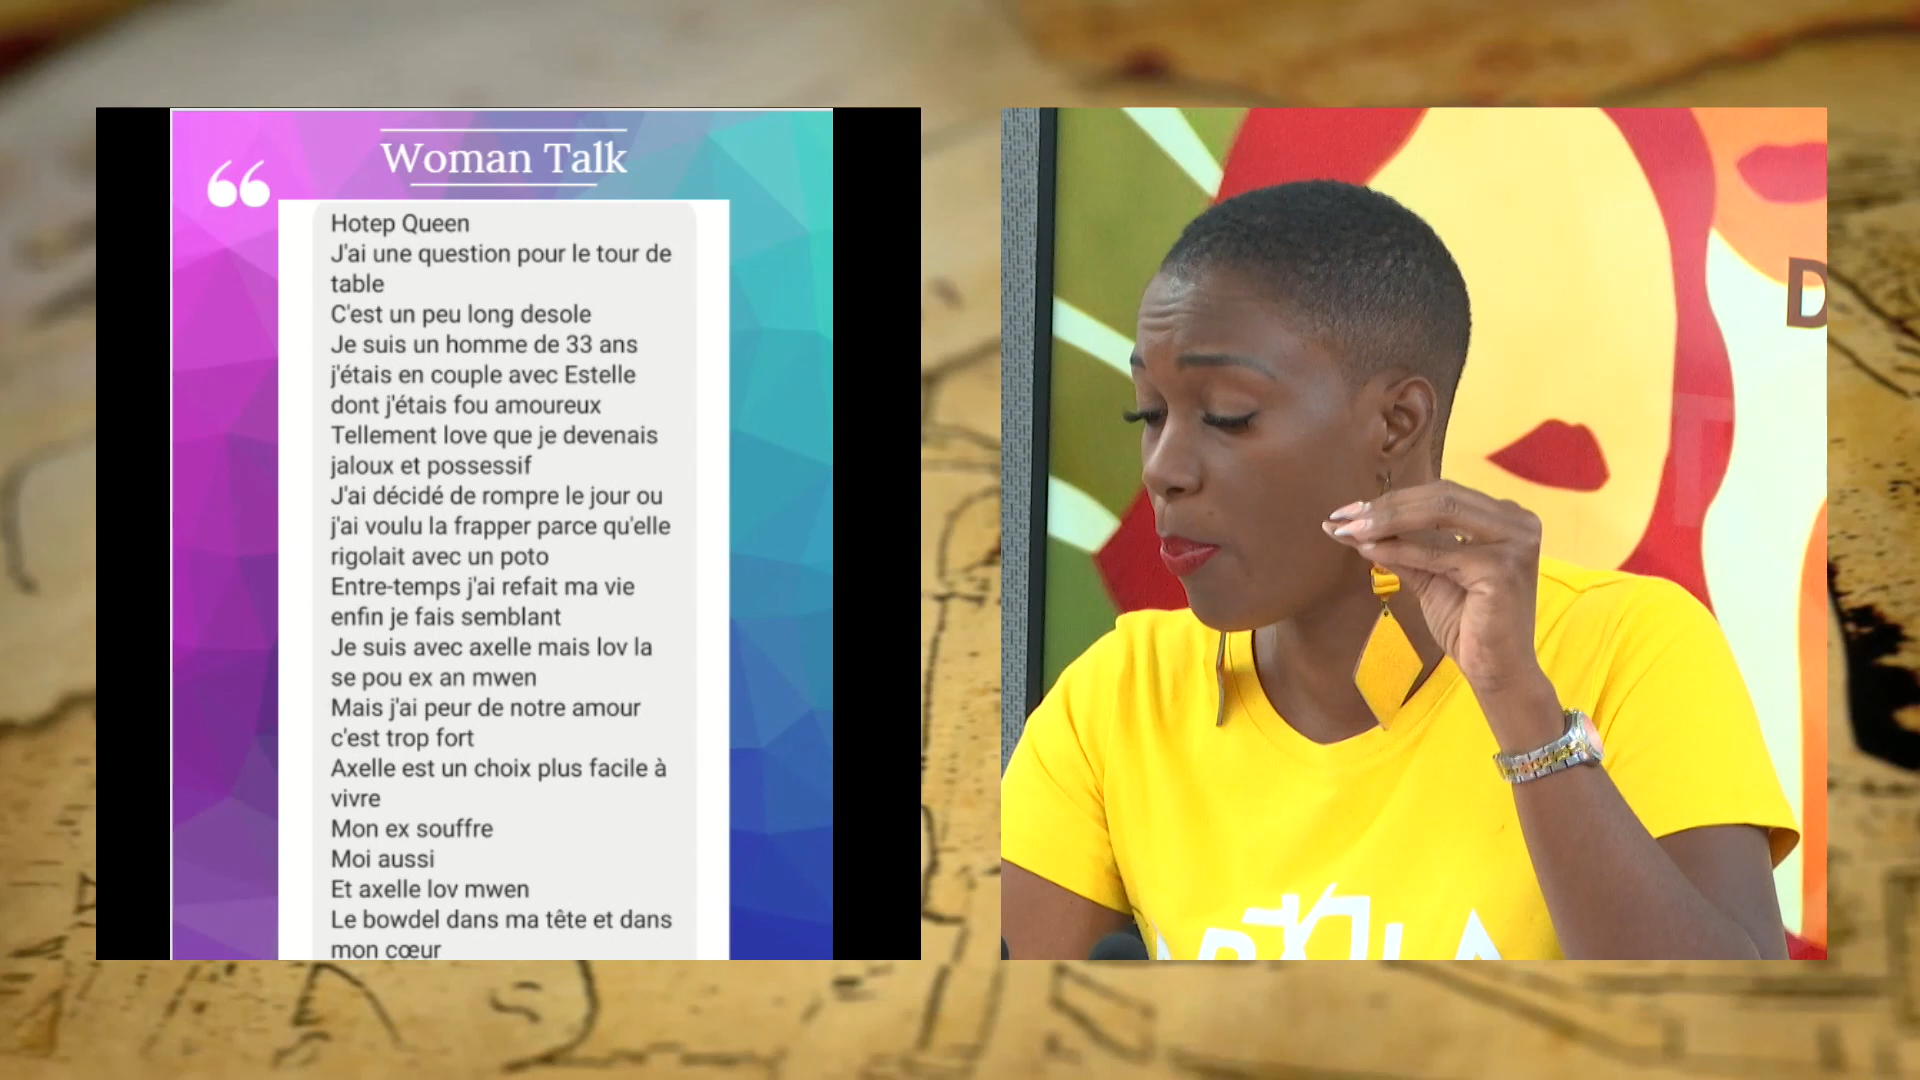 Woman Talk
Hotep Queen
J'ai une question pour le tour de
table
C'est un peu long desole
Je suis un homme de 33 ans
j'étais en couple avec Estelle
dont j'étais fou amoureux
Tellement love que je devenais
jaloux et possessif
J'ai décidé de rompre le jour ou
j'ai voulu la frapper parce qu'elle
rigolait avec un poto
Entre-temps j'ai refait ma vie
enfin je fais semblant
Je suis avec axelle mais lov la
se pou ex an mwen
Mais j'ai peur de notre amour
c'est trop fort
Axelle est un choix plus facile à
vivre
Mon ex souffre
Moi aussi
Et axelle lov mwen
Le bowdel dans ma tête et dans
mon cœur
D